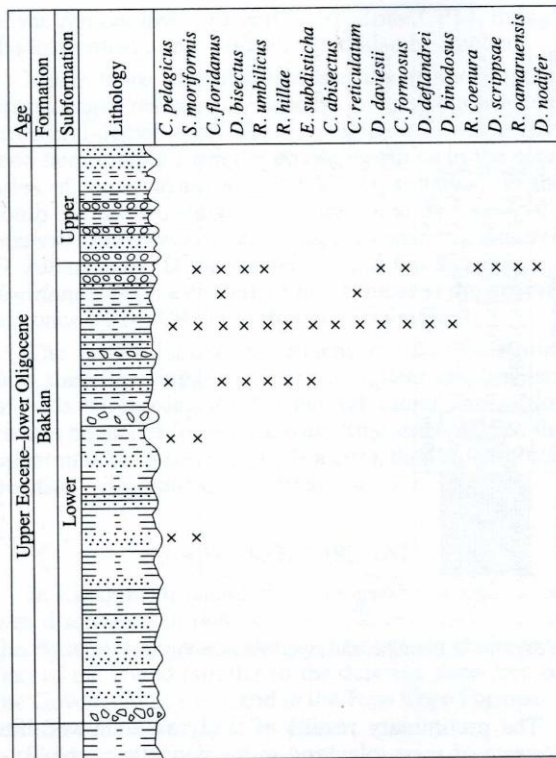 Age
Formation
Subformation
Lithology
C. pelagicus
S. moriformis
C. floridanus
D. bisectus
R. umbilicus
R. hillae
E. subdisticha
C. abisectus
C. reticulatum
D. daviesii
C. formosus
D. deflandrei
D. binodosus
R. coenura
D. scrippsae
R. oamaruensis
D. nodifer
Upper Eocene–lower Oligocene
Baklan
Upper
Lower